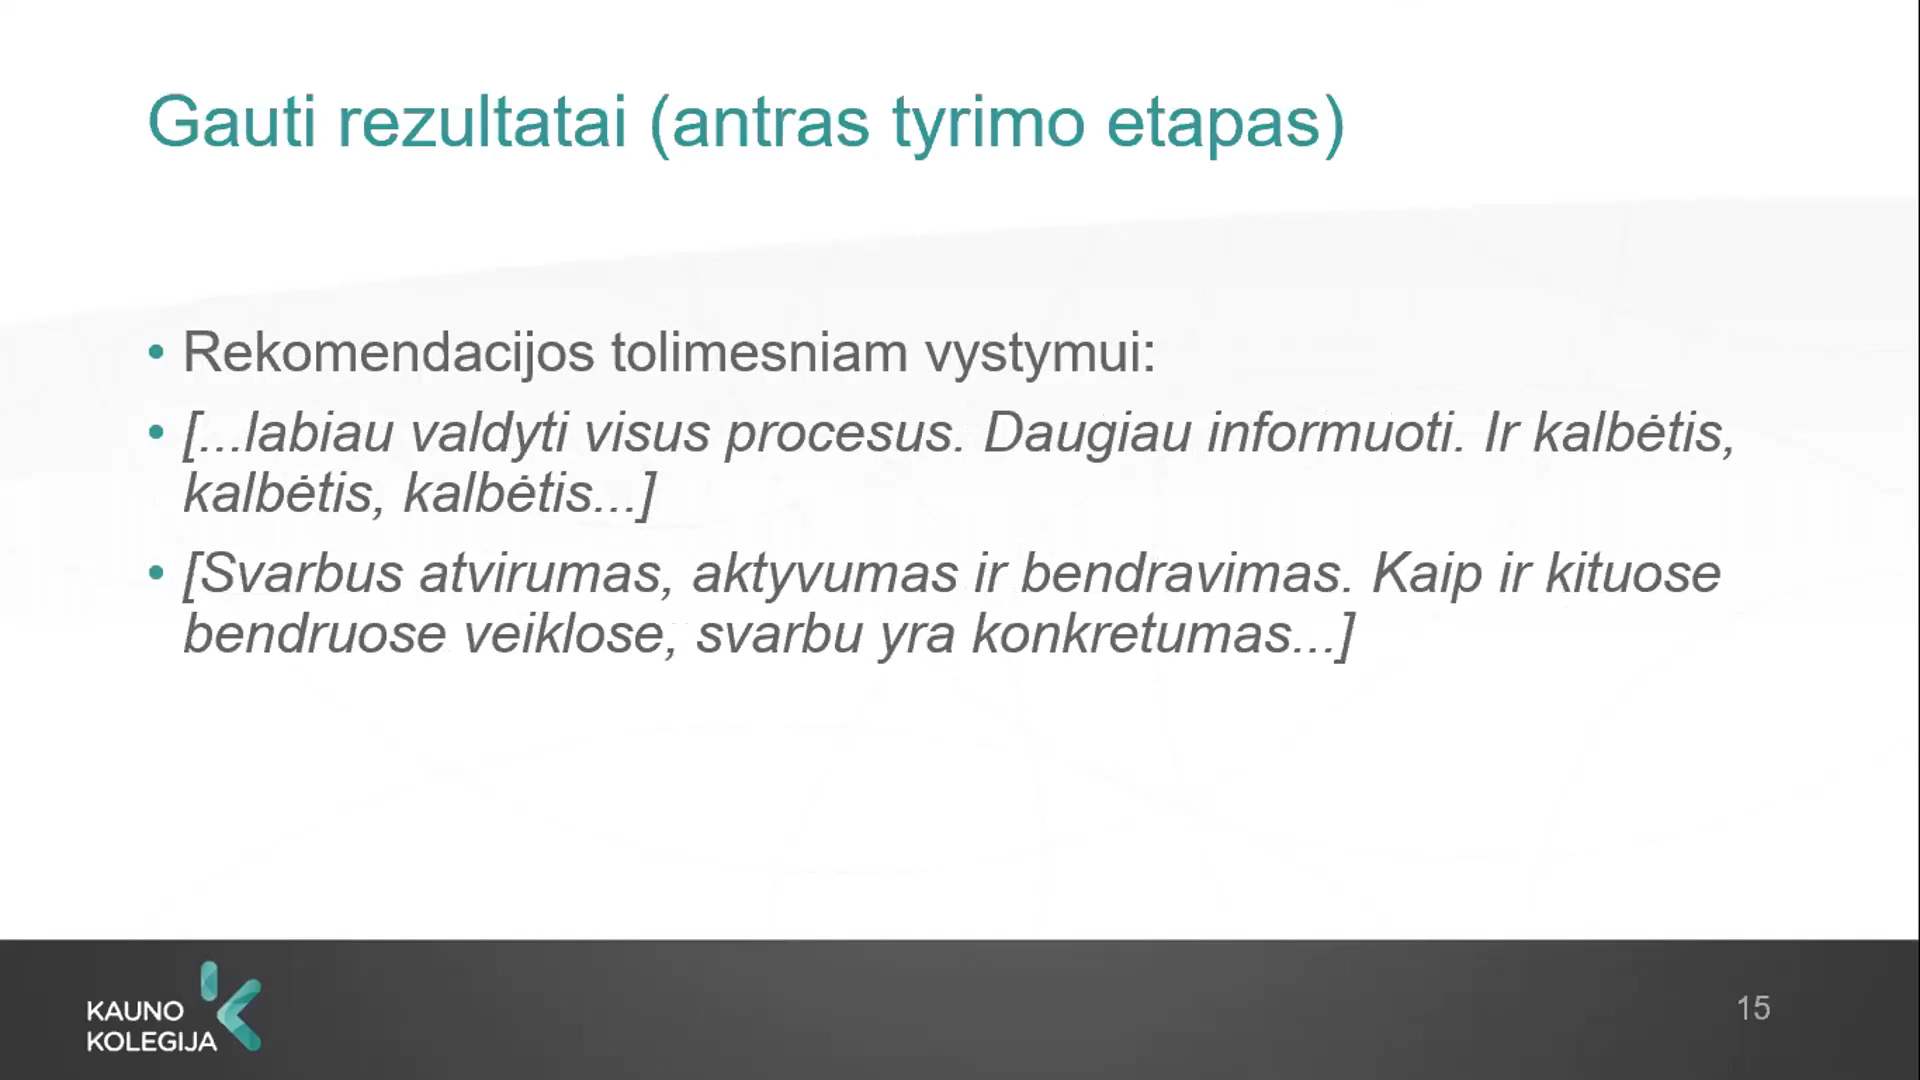 Gauti rezultatai (antras tyrimo etapas)
• Rekomendacijos tolimesniam vystymui:
• [...labiau valdyti visus procesus. Daugiau informuoti. Ir kalbėtis,
kalbėtis, kalbėtis...]
• [Svarbus atvirumas, aktyvumas ir bendravimas. Kaip ir kituose
bendruose veiklose, svarbu yra konkretumas...]
KAUNO
KOLEGIJA
15